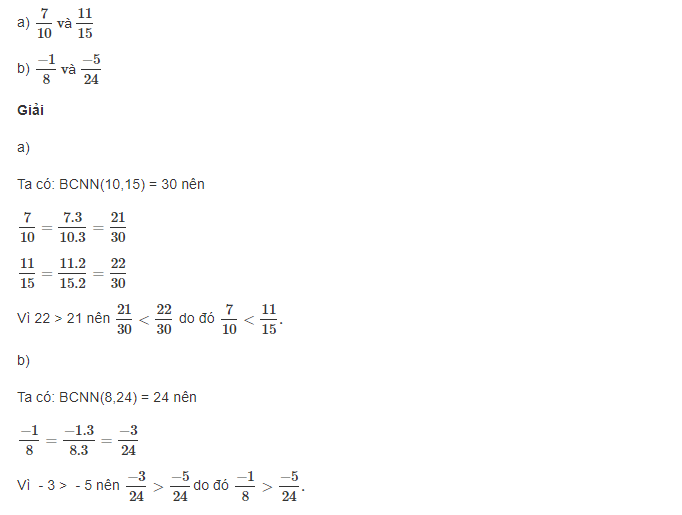 a) 7/10 và 11/15
b) −1/8 và −5/24
Giải
a)
Ta có: BCNN(10,15) = 30 nên
7/10 = 7.3/10.3 = 21/30
11/15 = 11.2/15.2 = 22/30
Vì 22 > 21 nên 21/30 < 22/30 do đó 7/10 < 11/15.
b)
Ta có: BCNN(8,24) = 24 nên
−1/8 = −1.3/8.3 = −3/24
Vì - 3 > - 5 nên −3/24 > −5/24 do đó −1/8 > −5/24.